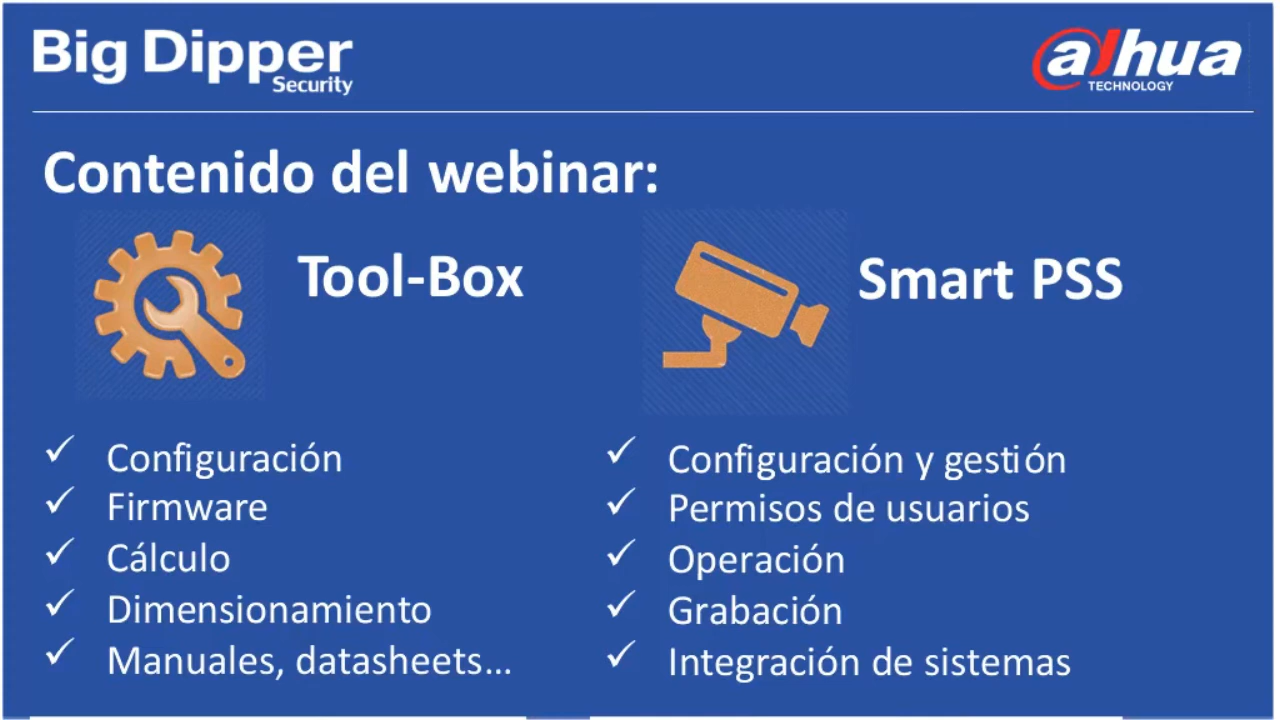 Big Dipper
Security
alhua
TECHNOLOGY
Contenido del webinar:
Tool-Box
Smart PSS
✓ Configuración
✓ Firmware
✓ Cálculo
✓ Dimensionamiento
✓ Manuales, datasheets...
✓ Configuración y gestión
✓ Permisos de usuarios
✓ Operación
✓ Grabación
✓ Integración de sistemas